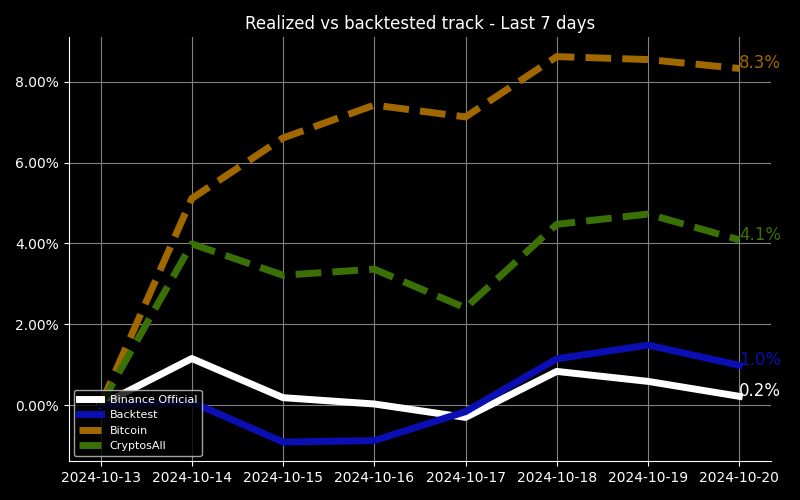 Realized vs backtested track - Last 7 days
8.00%
6.00%
4.00%
2.00%
0.00%
8.3%
4.1%
1.0%
0.2%
Binance Official
Backtest
Bitcoin
CryptosAll
2024-10-13 2024-10-14 2024-10-15 2024-10-16 2024-10-17 2024-10-18 2024-10-19 2024-10-20